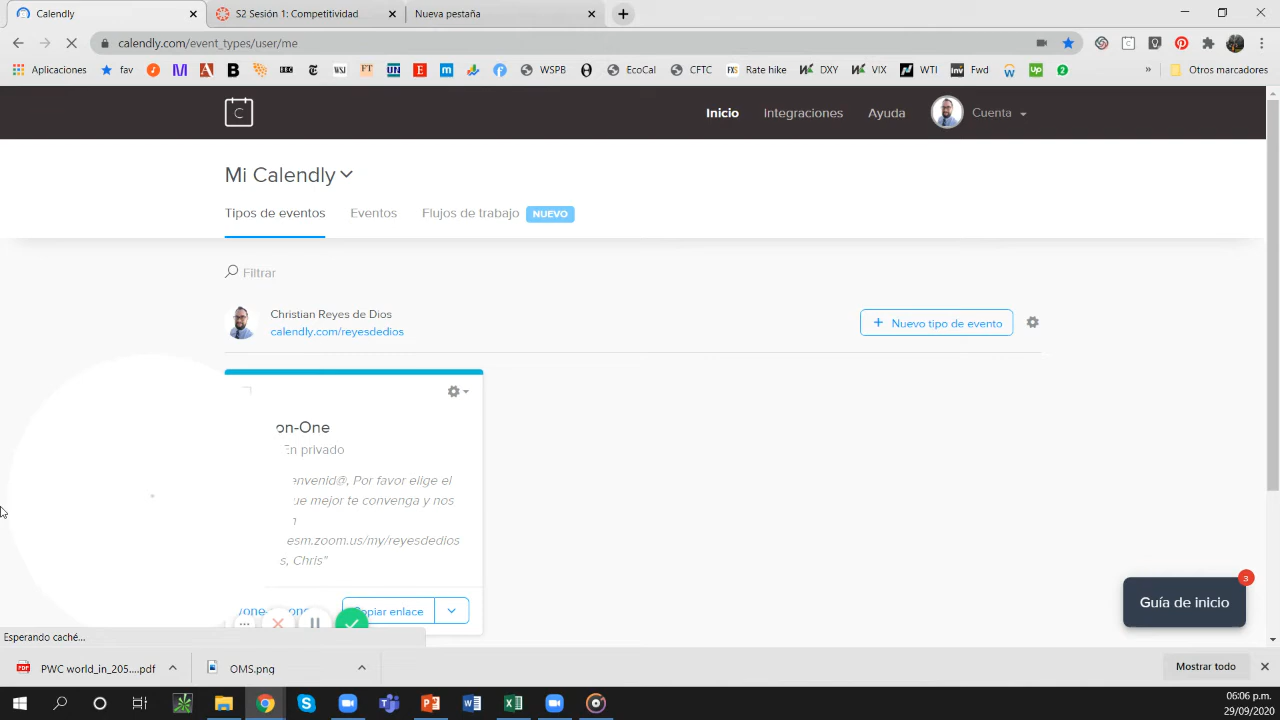 Calendly
S2 Sesión 1: Competitividad
Nueva pestaña
calendly.com/event_types/user/me
Aplicaciones
fav
WSPB
EcoCal
CFTC
Rate hike
DXY
VIX
WTI
Fwd
Otros marcadores
Inicio
Integraciones
Ayuda
Cuenta
Mi Calendly
Tipos de eventos
Eventos
Flujos de trabajo
NUEVO
Filtrar
Christian Reyes de Dios
calendly.com/reyesdedios
+ Nuevo tipo de evento
on-One
En privado
envenid@, Por favor elige el
ue mejor te convenga y nos
n
esm.zoom.us/my/reyesdedios
s, Chris"
Copiar enlace
3
Guía de inicio
Esperando caché...
PWC world_in_205....pdf
OMS.png
Mostrar todo
06:06 p.m.
29/09/2020